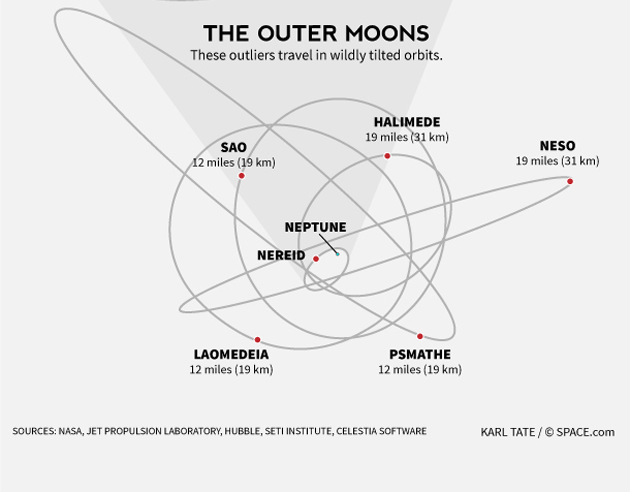 THE OUTER MOONS
These outliers travel in wildly tilted orbits.
HALIMEDE
19 miles (31 km)
SAO
12 miles (19 km)
NESO
19 miles (31 km)
NEPTUNE
NEREID
LAOMEDEIA
12 miles (19 km)
PSMATHE
12 miles (19 km)
SOURCES: NASA, JET PROPULSION LABORATORY, HUBBLE, SETI INSTITUTE, CELESTIA SOFTWARE
KARL TATE / © SPACE.com